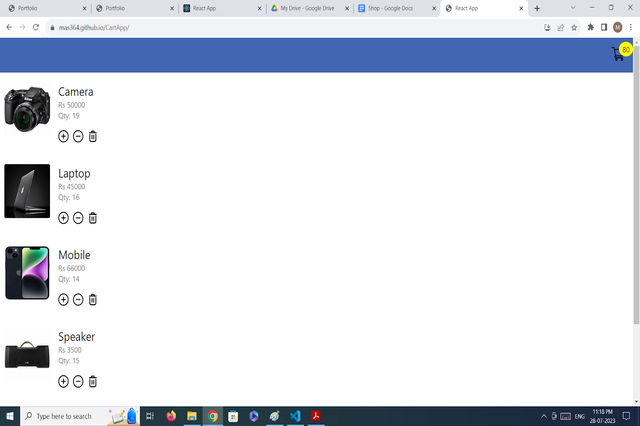 Portfolio
Portfolio
React App
My Drive - Google Drive
Shop - Google Docs
React App
mas364.github.io/CartApp/
M
80
Camera
Rs 50000
Qty: 19
Laptop
Rs 45000
Qty: 16
Mobile
Rs 66000
Qty: 14
Speaker
Rs 3500
Qty: 15
Type here to search
ENG
11:18 PM
28-07-2023